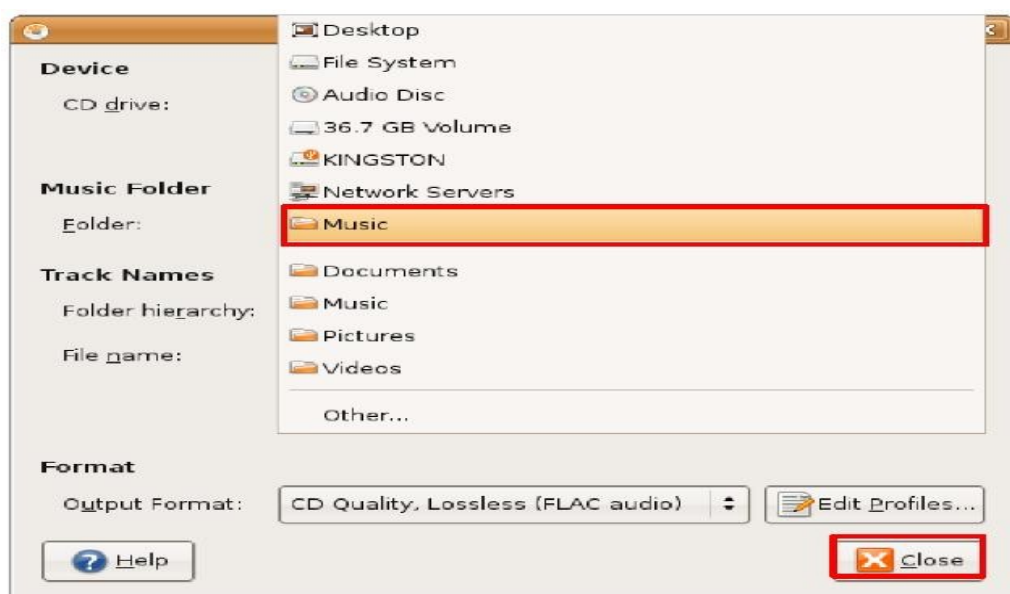 Desktop
Device
File System
CD drive:
Audio Disc
36.7 GB Volume
KINGSTON
Music Folder
Network Servers
Folder:
Music
Track Names
Documents
Folder hierarchy:
Music
File name:
Pictures
Videos
Other...
Format
Output Format:
CD Quality, Lossless (FLAC audio)
Edit Profiles...
Help
Close